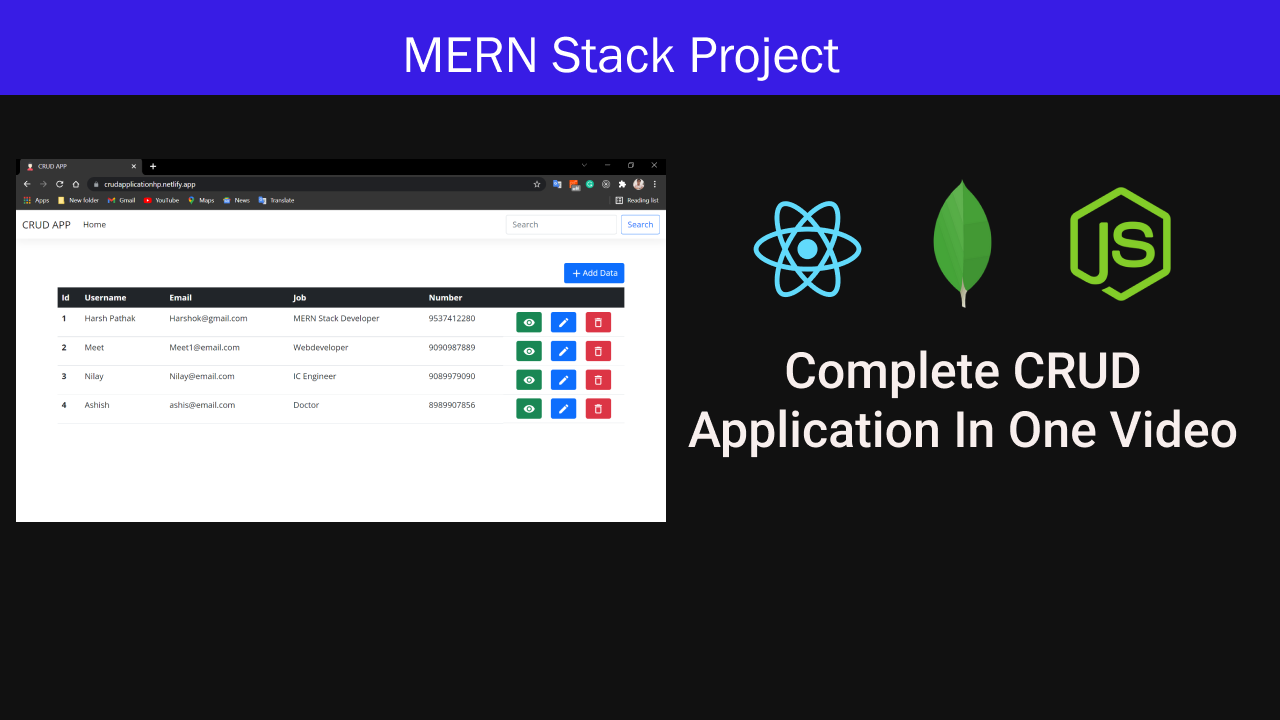 MERN Stack Project
CRUD APP
crudapplicationhp.netlify.app
Apps New folder Gmail YouTube Maps News Translate Reading list
CRUD APP Home Search Search
+ Add Data
Id Username Email Job Number
1 Harsh Pathak Harshok@gmail.com MERN Stack Developer 9537412280
2 Meet Meet1@email.com Webdeveloper 9090987889
3 Nilay Nilay@email.com IC Engineer 9089979090
4 Ashish ashis@email.com Doctor 8989907856
JS
Complete CRUD
Application In One Video